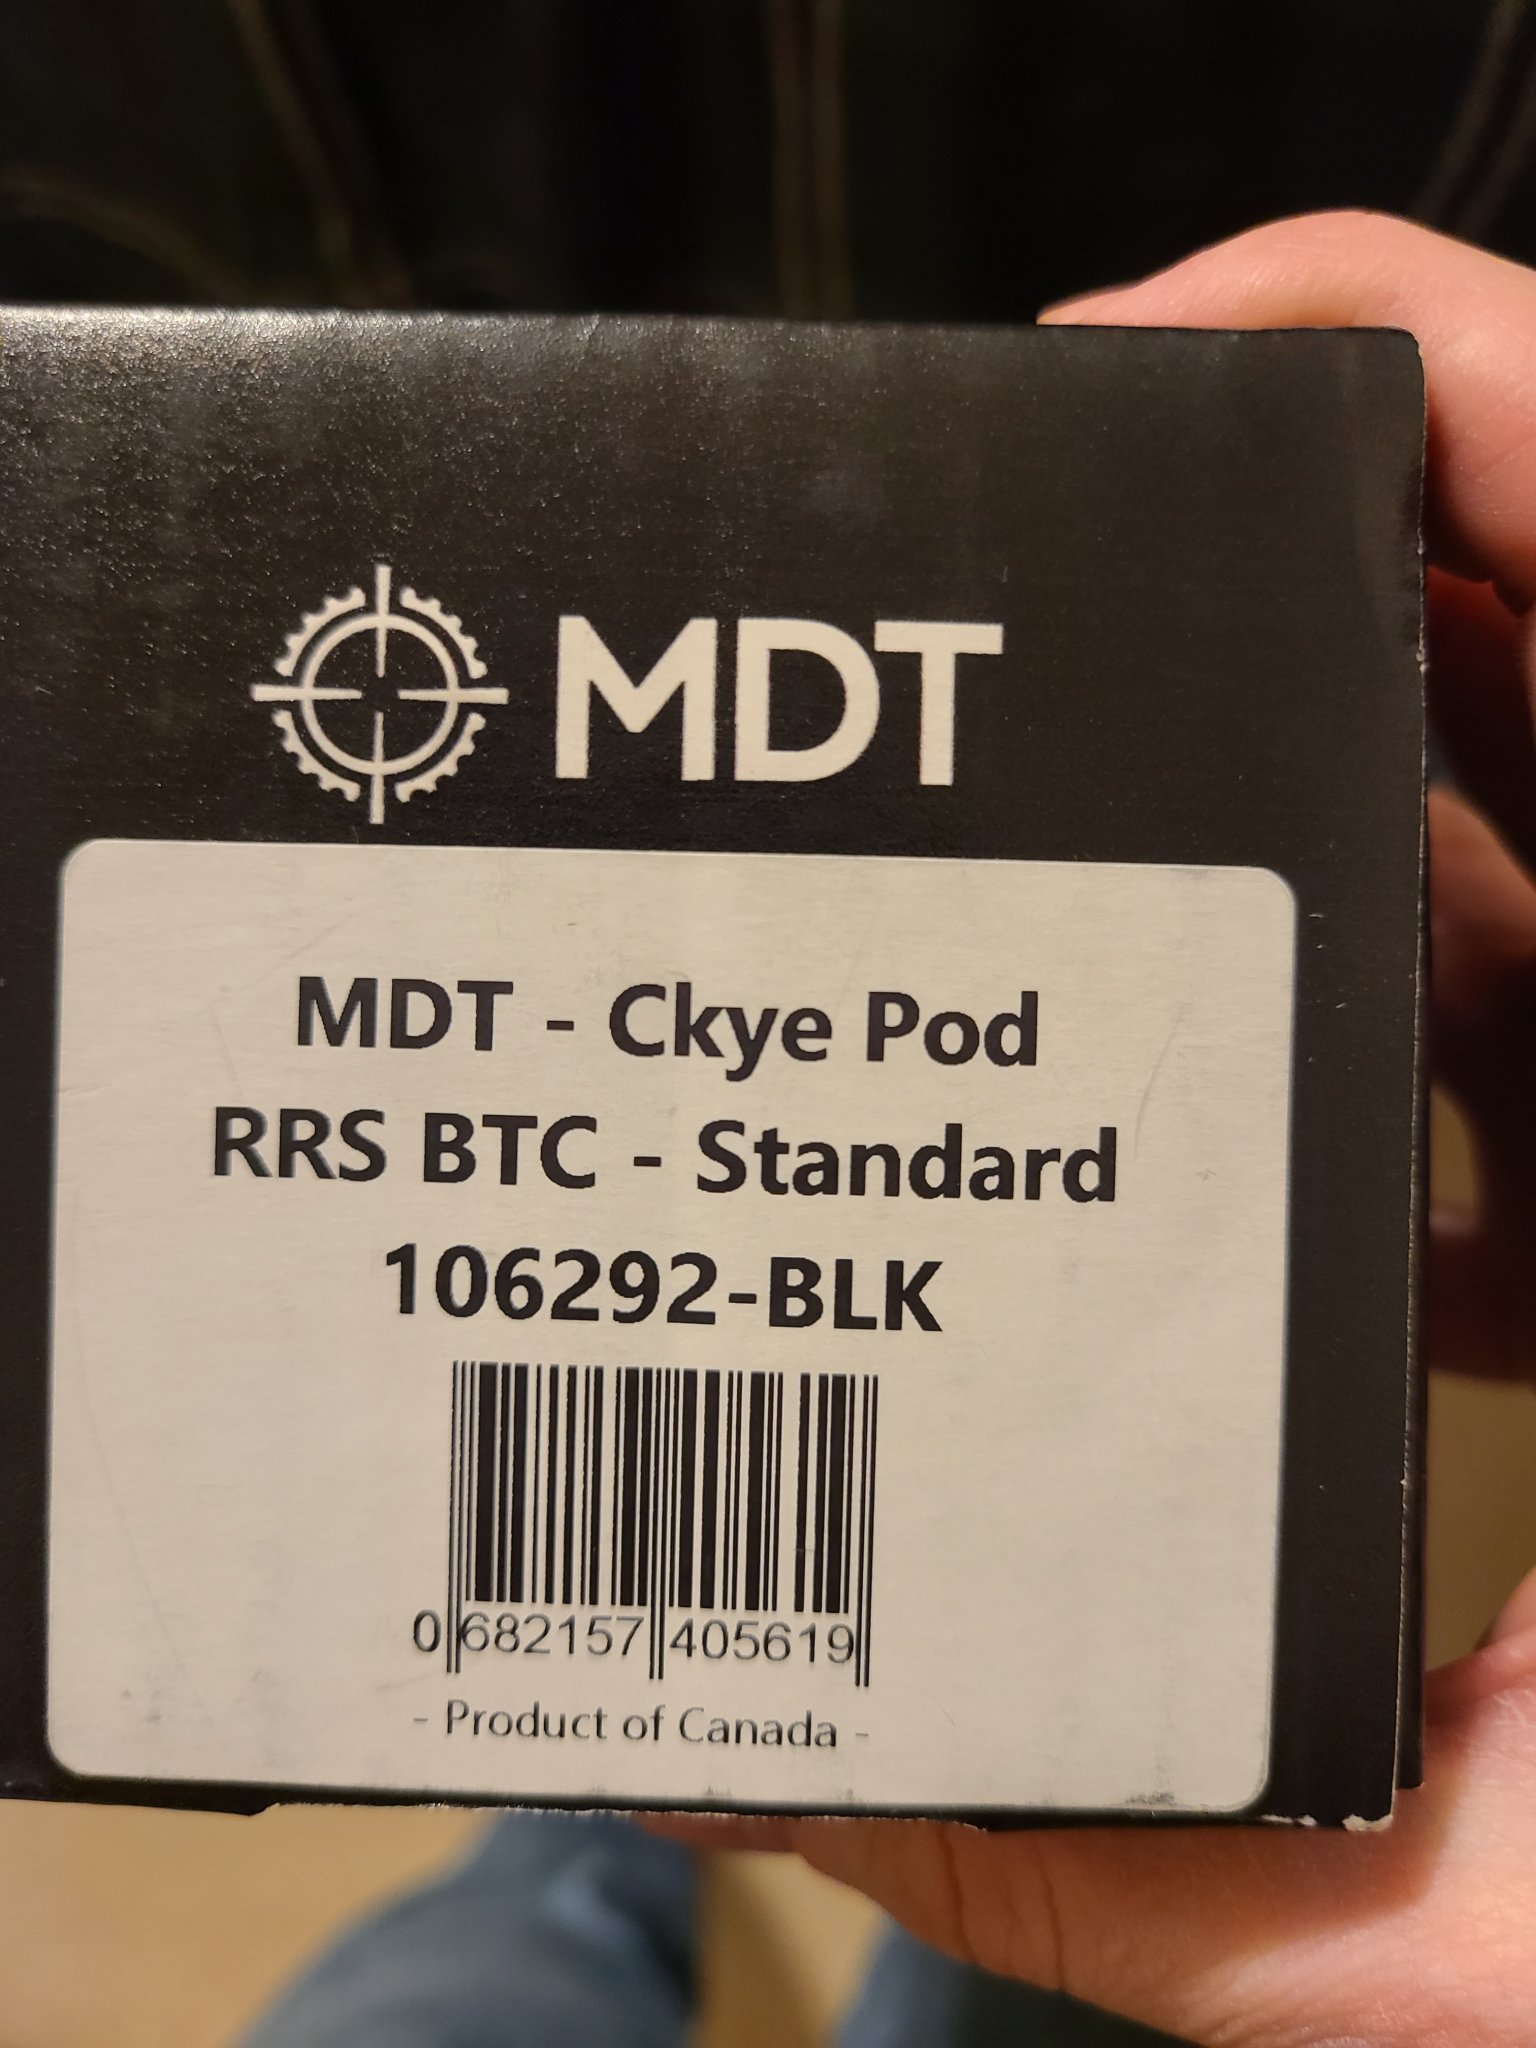 MDT
MDT - Ckye Pod
RRS BTC - Standard
106292-BLK
0 682157 405619
- Product of Canada -